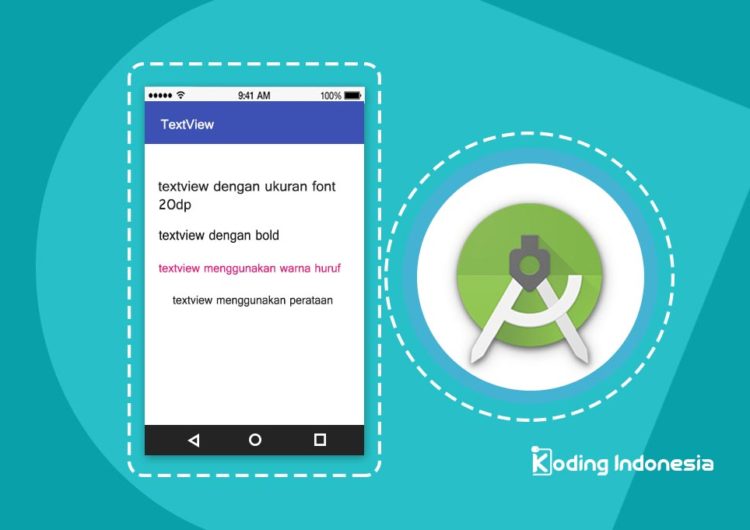 9:41 AM
100%
TextView
textview dengan ukuran font
20dp
textview dengan bold
textview menggunakan warna huruf
textview menggunakan perataan
Koding Indonesia